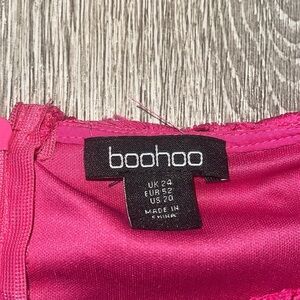 boohoo
UK 24
EUR 52
US 20
MADE IN
CHINA